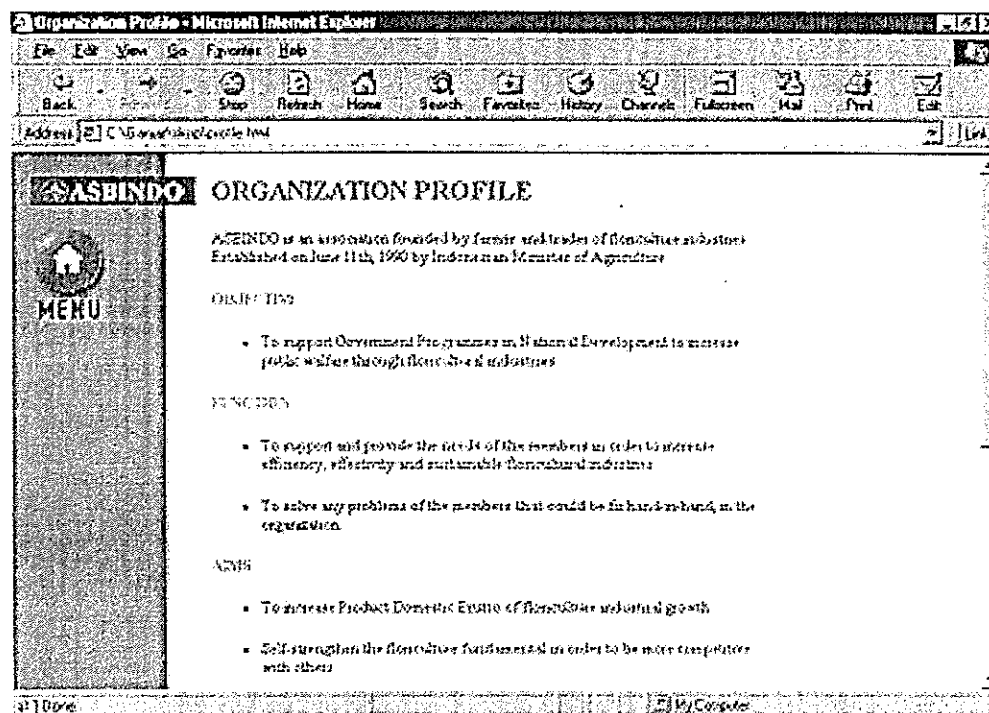 Organization Profile - Microsoft Internet Explorer
File Edit View Go Favorites Help
Back Stop Refresh Home Search Favorites History Channels Fullscreen Mail Print Edit
Address
ASBINDO
MENU
ORGANIZATION PROFILE
ASBINDO is an association founded by farmer and trader of floriculture industries
Established on June 11th, 1990 by Indonesian Minister of Agriculture
OBJECTIVE
• To support Government Programmes in National Development to increase
public welfare through floricultural industries
FUNCTION
• To support and provide the needs of the members in order to increase
efficiency, effectivity and sustainable floricultural industries
• To solve any problems of the members that could be hand-in-hand, in the
organization.
AIMS
• To increase Product Domestic of floriculture industrial growth
• Self-strengthen the floriculture fundamental in order to be more competitive
with others
Done
My Computer